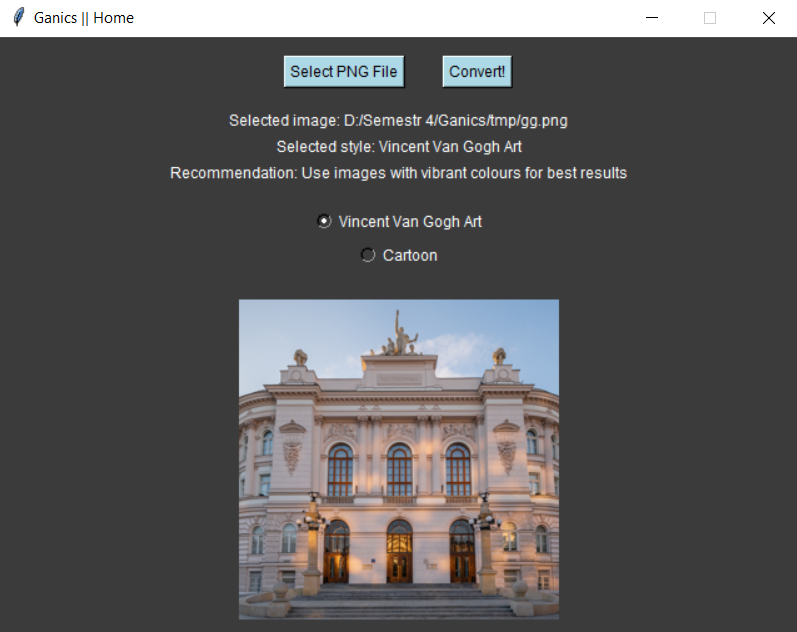 Ganics || Home
Select PNG File Convert!
Selected image: D:/Semestr 4/Ganics/tmp/gg.png
Selected style: Vincent Van Gogh Art
Recommendation: Use images with vibrant colours for best results
Vincent Van Gogh Art
Cartoon